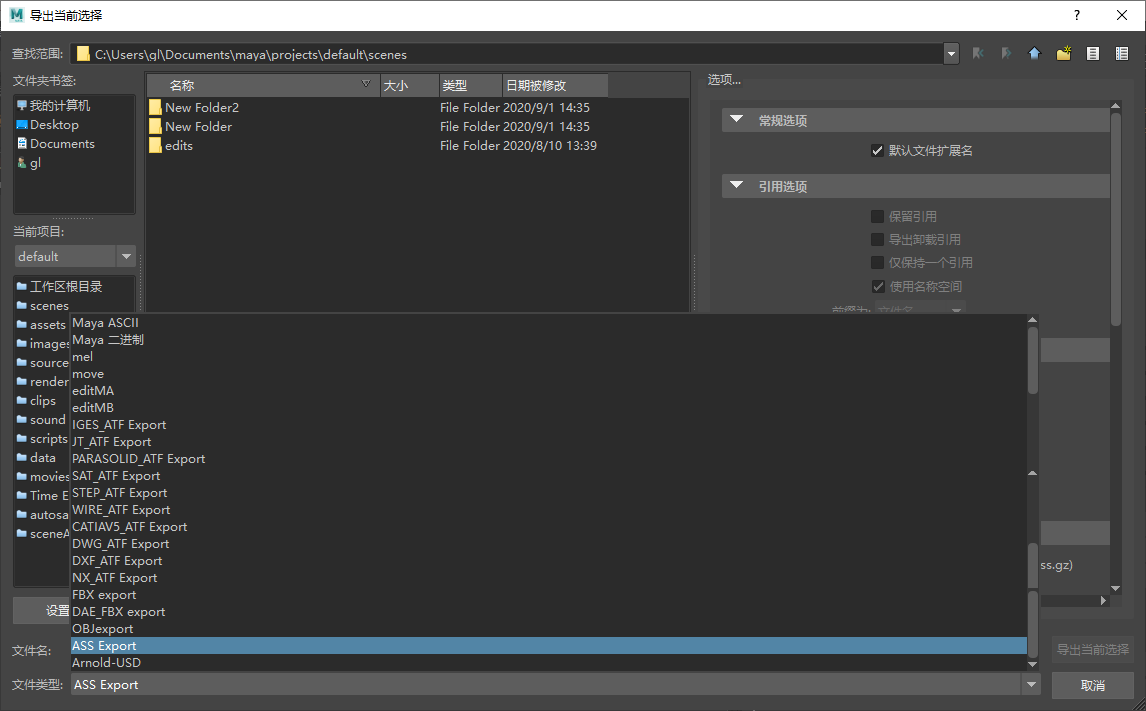 导出当前选择
查找范围: C:\Users\gl\Documents\maya\projects\default\scenes
文件夹书签:
我的计算机
Desktop
Documents
gl
当前项目:
default
工作区根目录
scenes
assets
images
source
render
clips
sound
scripts
data
movies
Time E
autosa
sceneA
设置
名称 大小 类型 日期被修改
New Folder2 File Folder 2020/9/1 14:35
New Folder File Folder 2020/9/1 14:35
edits File Folder 2020/8/10 13:39
选项...
常规选项
默认文件扩展名
引用选项
保留引用
导出卸载引用
仅保持一个引用
使用名称空间
前缀为: 文件名
ss.gz)
Maya ASCII
Maya 二进制
mel
move
editMA
editMB
IGES_ATF Export
JT_ATF Export
PARASOLID_ATF Export
SAT_ATF Export
STEP_ATF Export
WIRE_ATF Export
CATIAV5_ATF Export
DWG_ATF Export
DXF_ATF Export
NX_ATF Export
FBX export
DAE_FBX export
OBJexport
ASS Export
Arnold-USD
文件名:
导出当前选择
文件类型: ASS Export
取消